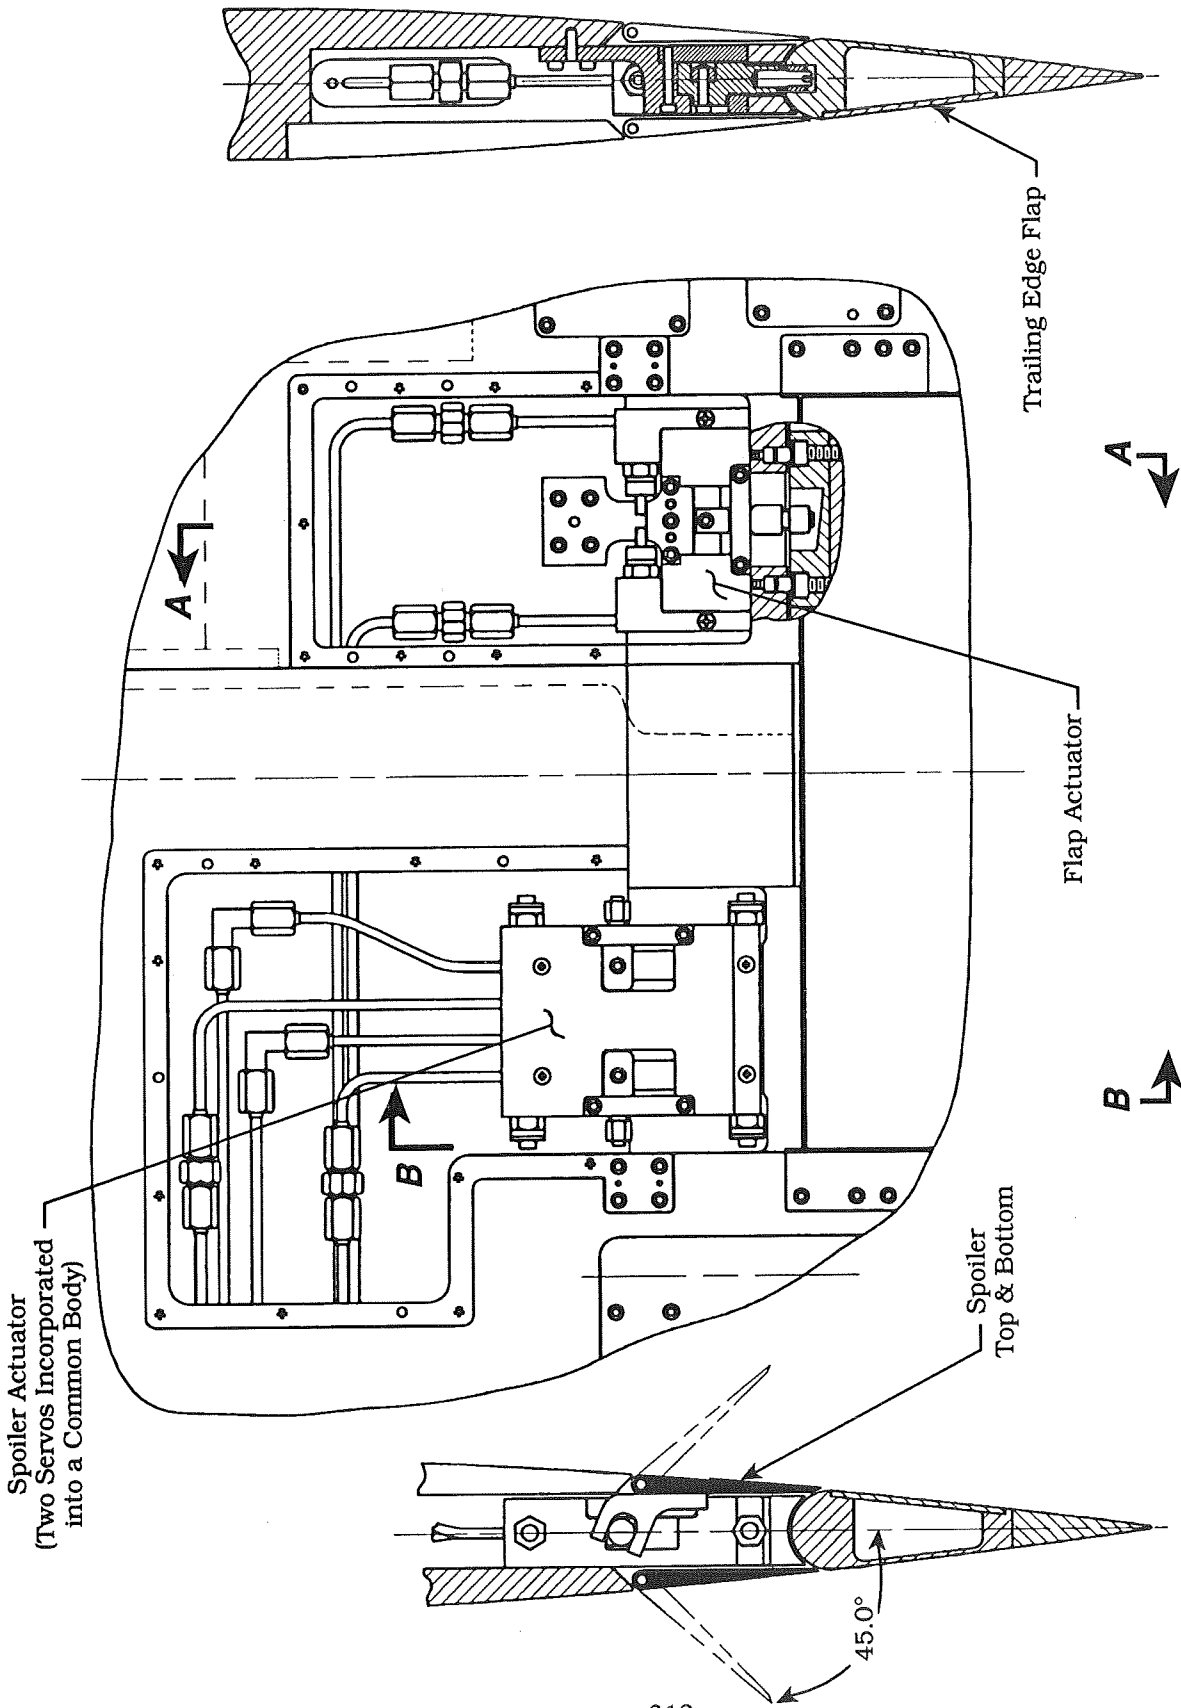 Spoiler Actuator
(Two Servos Incorporated
into a Common Body)
A
B
45.0°
Spoiler
Top & Bottom
Flap Actuator
Trailing Edge Flap
B
A